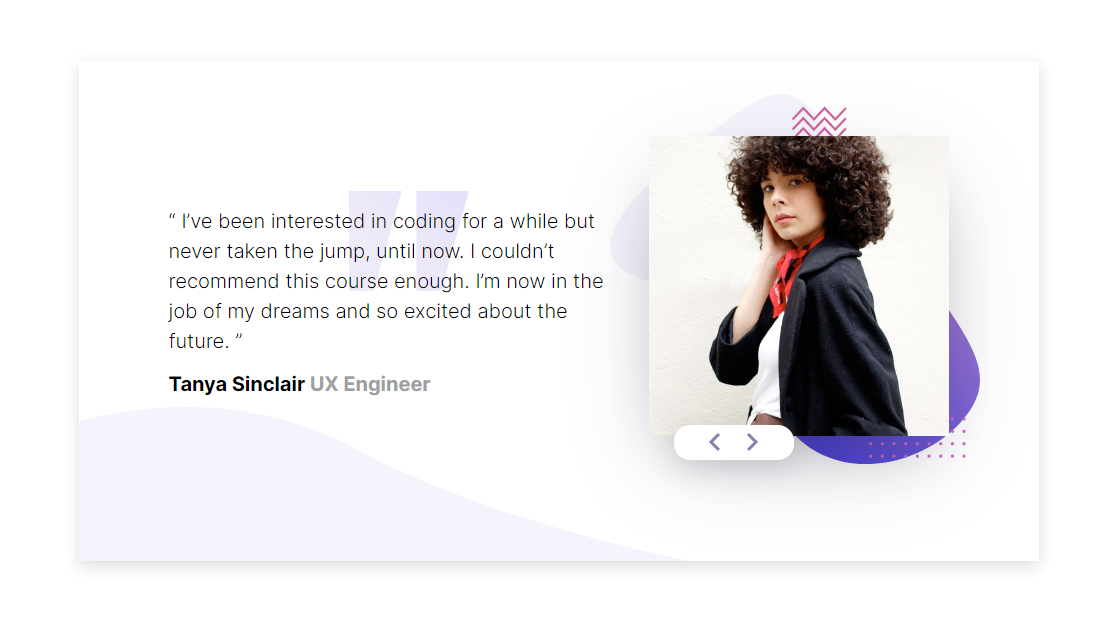 “ I’ve been interested in coding for a while but
never taken the jump, until now. I couldn’t
recommend this course enough. I’m now in the
job of my dreams and so excited about the
future. ”
Tanya Sinclair UX Engineer